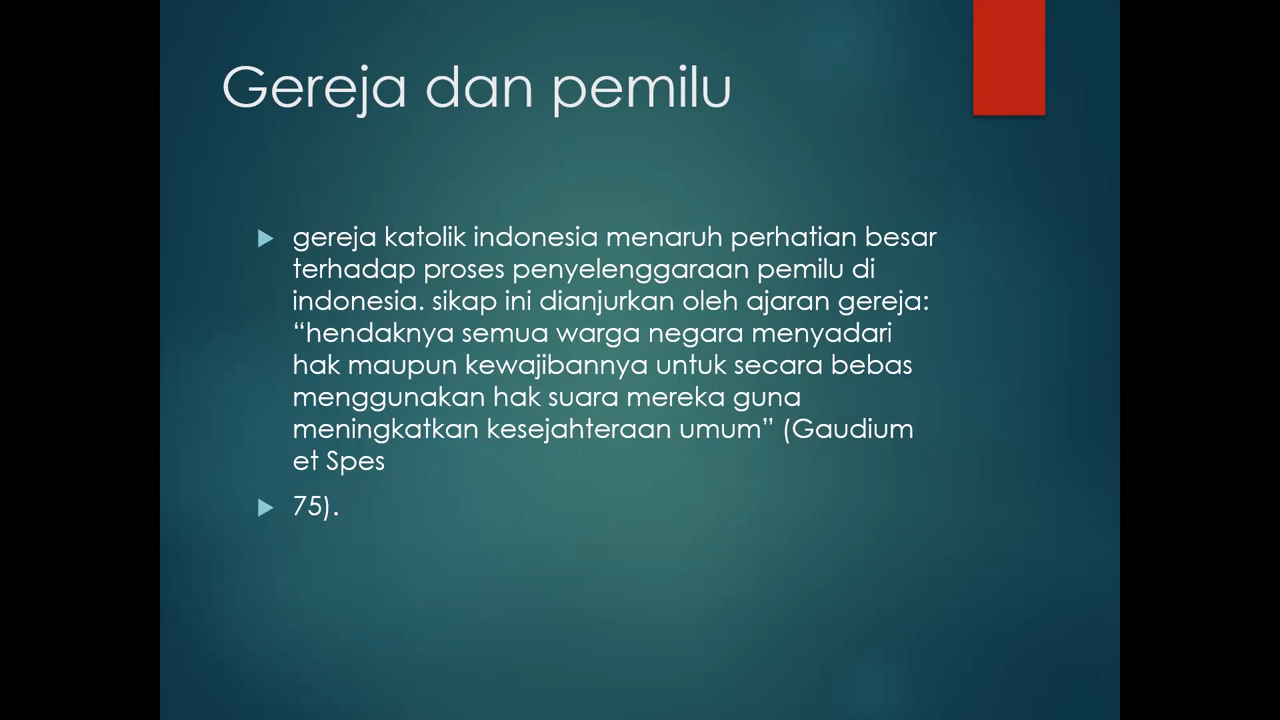 Gereja dan pemilu
gereja katolik indonesia menaruh perhatian besar
terhadap proses penyelenggaraan pemilu di
indonesia. sikap ini dianjurkan oleh ajaran gereja:
“hendaknya semua warga negara menyadari
hak maupun kewajibannya untuk secara bebas
menggunakan hak suara mereka guna
meningkatkan kesejahteraan umum” (Gaudium
et Spes
75).